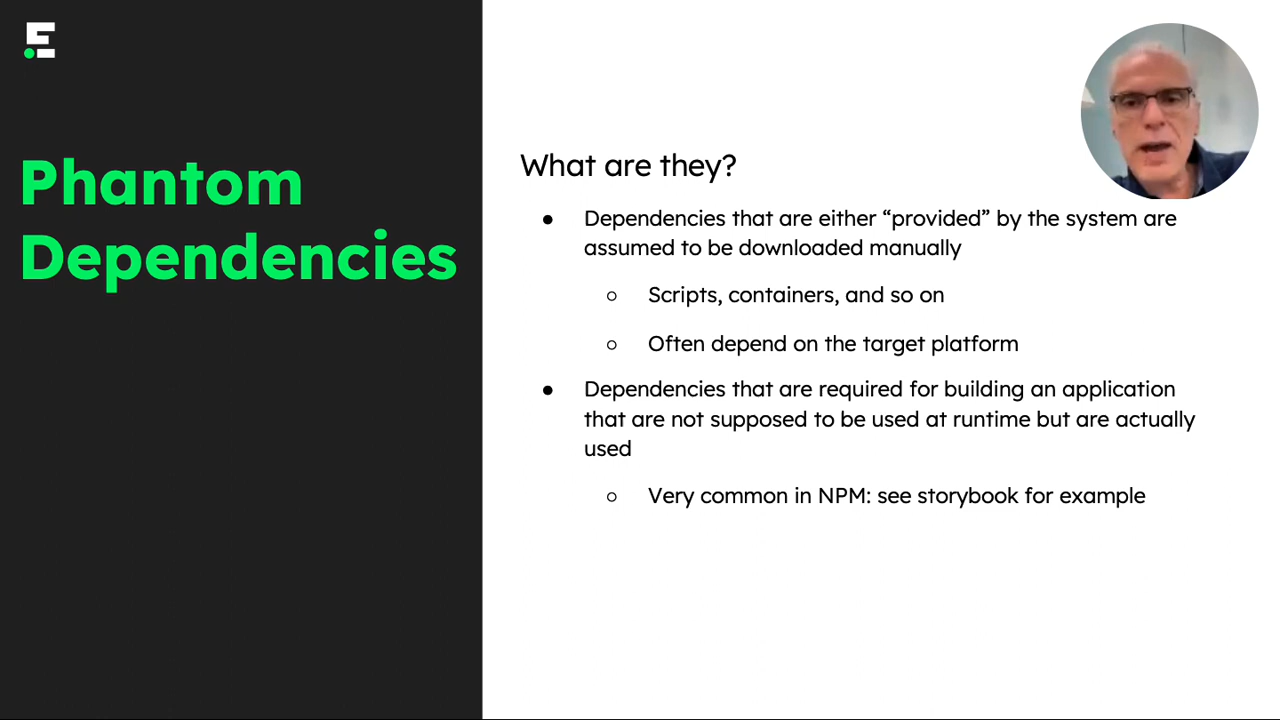 Phantom
Dependencies
What are they?
● Dependencies that are either “provided” by the system are
assumed to be downloaded manually
○ Scripts, containers, and so on
○ Often depend on the target platform
● Dependencies that are required for building an application
that are not supposed to be used at runtime but are actually
used
○ Very common in NPM: see storybook for example